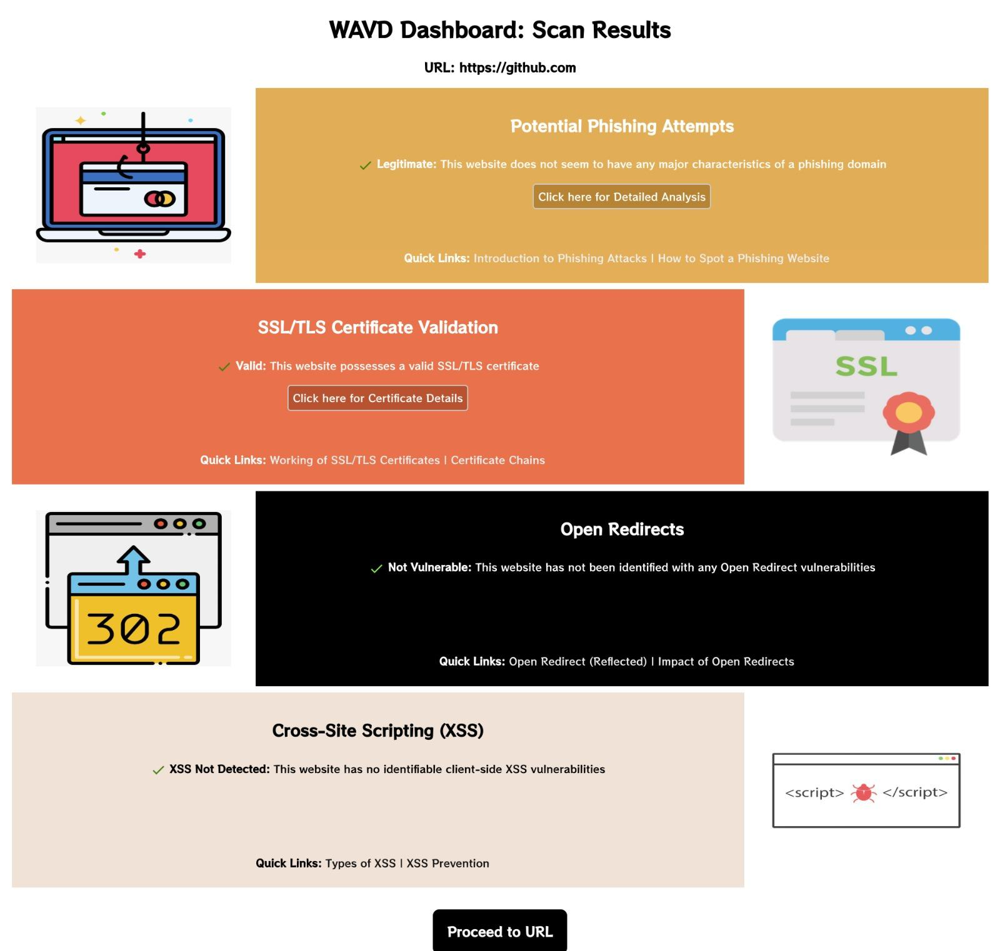 WAVD Dashboard: Scan Results
URL: https://github.com
Potential Phishing Attempts
✓ Legitimate: This website does not seem to have any major characteristics of a phishing domain
Click here for Detailed Analysis
Quick Links: Introduction to Phishing Attacks | How to Spot a Phishing Website
SSL/TLS Certificate Validation
✓ Valid: This website possesses a valid SSL/TLS certificate
Click here for Certificate Details
Quick Links: Working of SSL/TLS Certificates | Certificate Chains
SSL
302
Open Redirects
✓ Not Vulnerable: This website has not been identified with any Open Redirect vulnerabilities
Quick Links: Open Redirect (Reflected) | Impact of Open Redirects
Cross-Site Scripting (XSS)
✓ XSS Not Detected: This website has no identifiable client-side XSS vulnerabilities
Quick Links: Types of XSS | XSS Prevention
<script> </script>
Proceed to URL